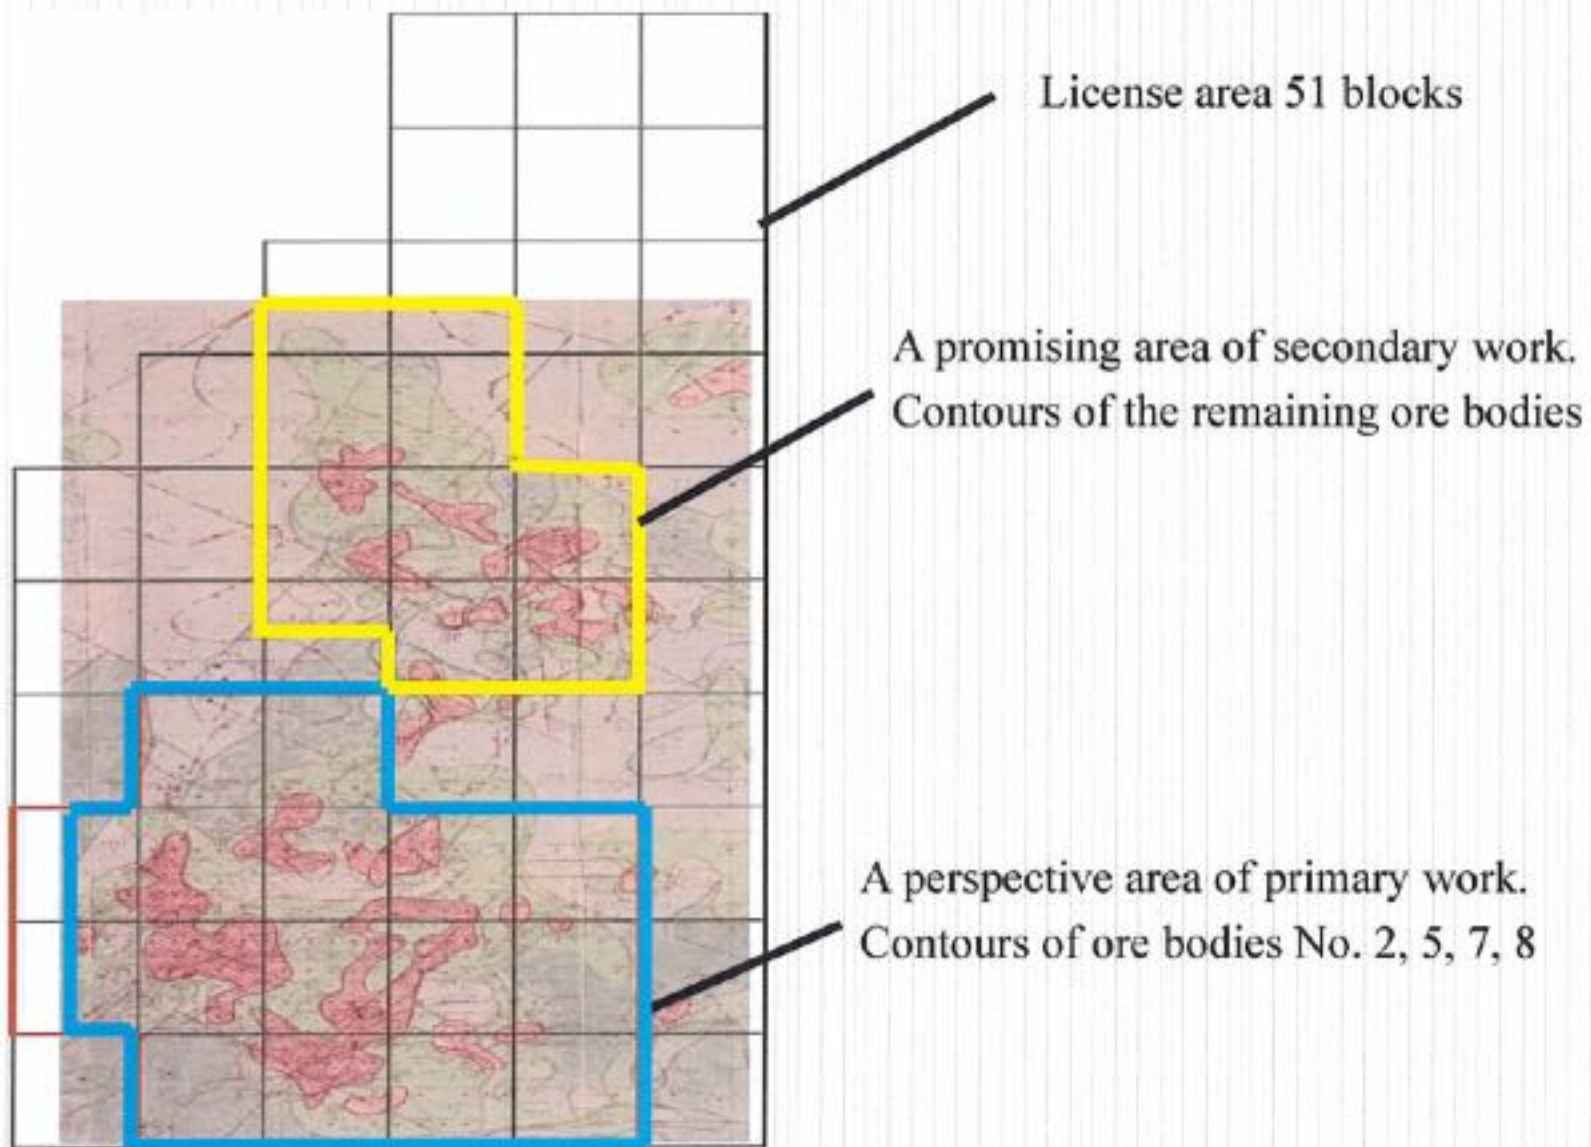 License area 51 blocks
A promising area of secondary work.
Contours of the remaining ore bodies
A perspective area of primary work.
Contours of ore bodies No. 2, 5, 7, 8